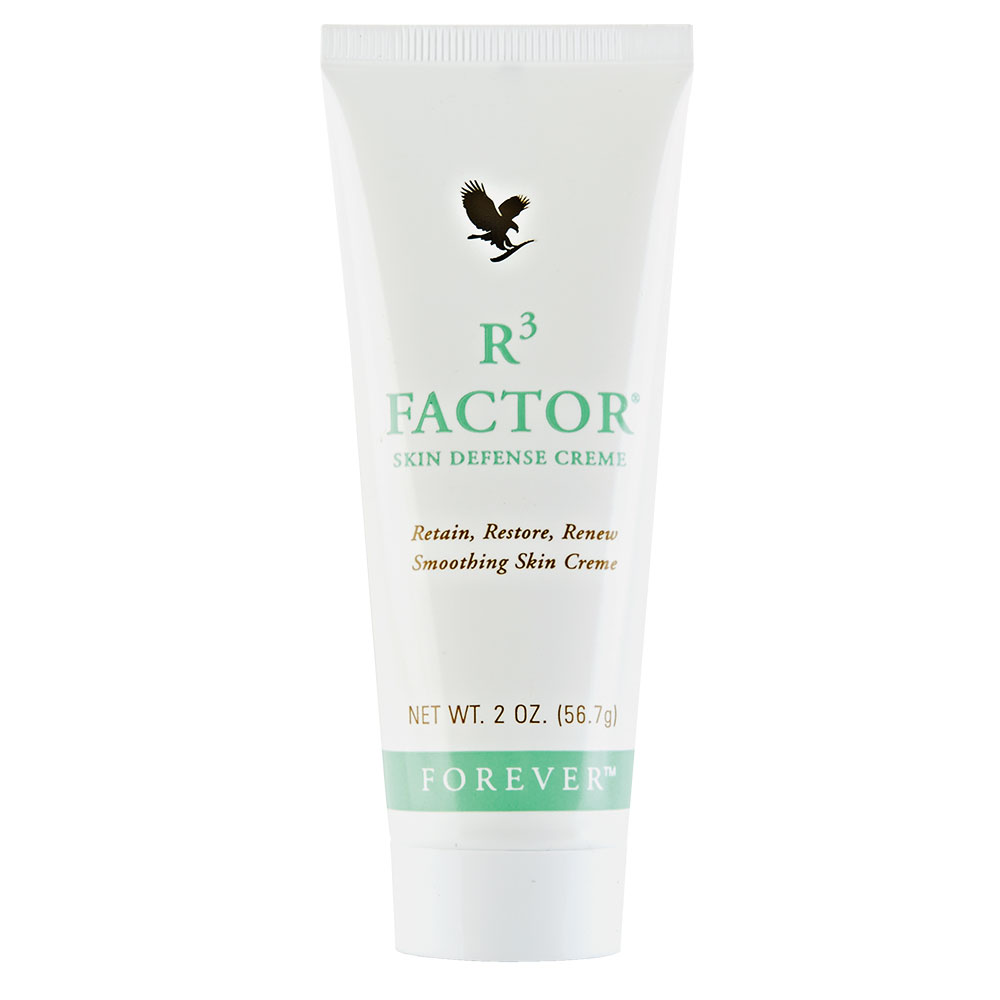 R³
FACTOR®
SKIN DEFENSE CREME
Retain, Restore, Renew
Smoothing Skin Creme
NET WT. 2 OZ. (56.7g)
FOREVER™